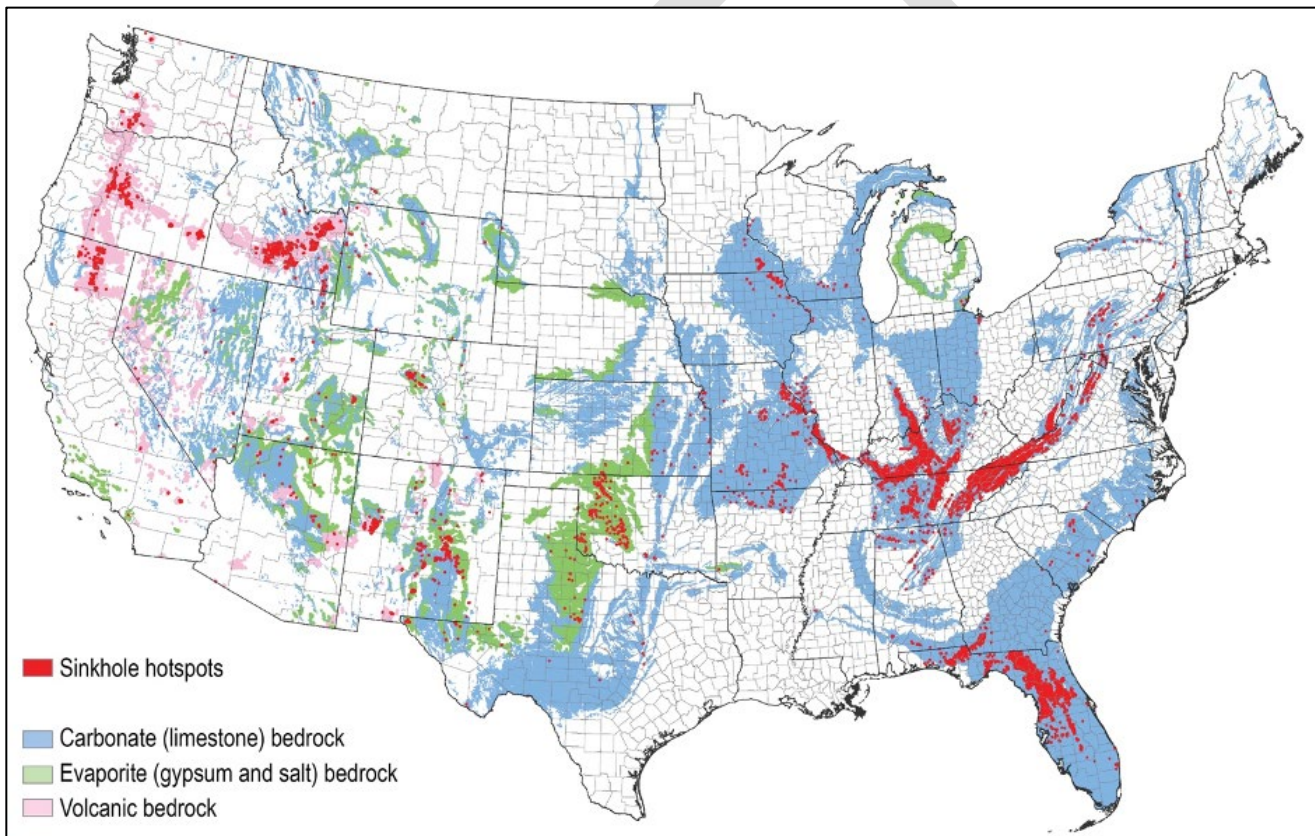 Sinkhole hotspots
Carbonate (limestone) bedrock
Evaporite (gypsum and salt) bedrock
Volcanic bedrock